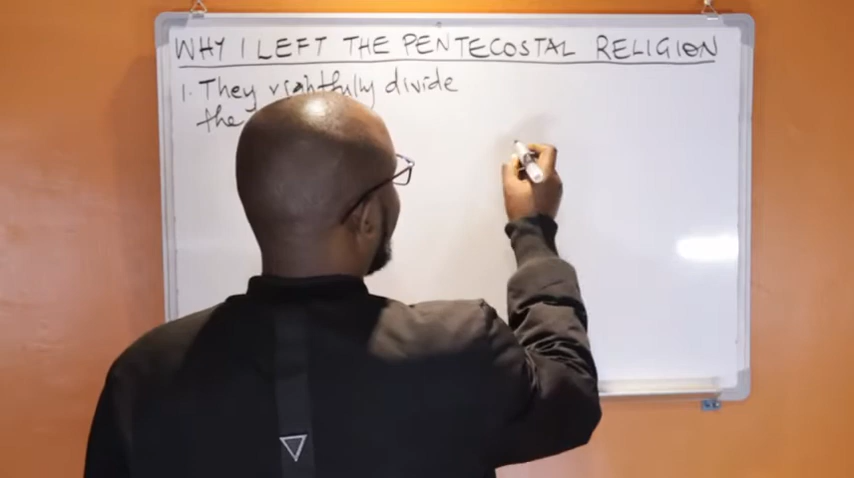 WHY I LEFT THE PENTECOSTAL RELIGION
1. They rightfully divide
the